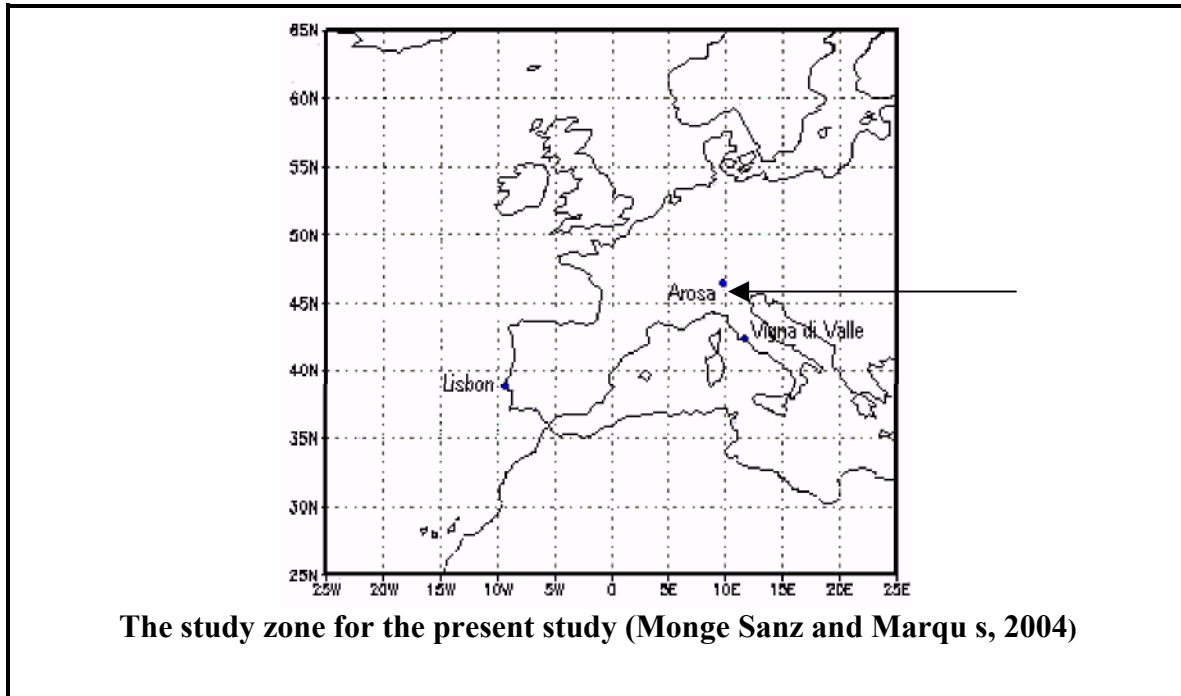 65N
60N
55N
50N
45N
40N
35N
30N
25N
25W 20W 15W 10W 5W 0 5E 10E 15E 20E 25E
Arosa
Vigna di Valle
Lisbon
The study zone for the present study (Monge Sanz and Marqu s, 2004)